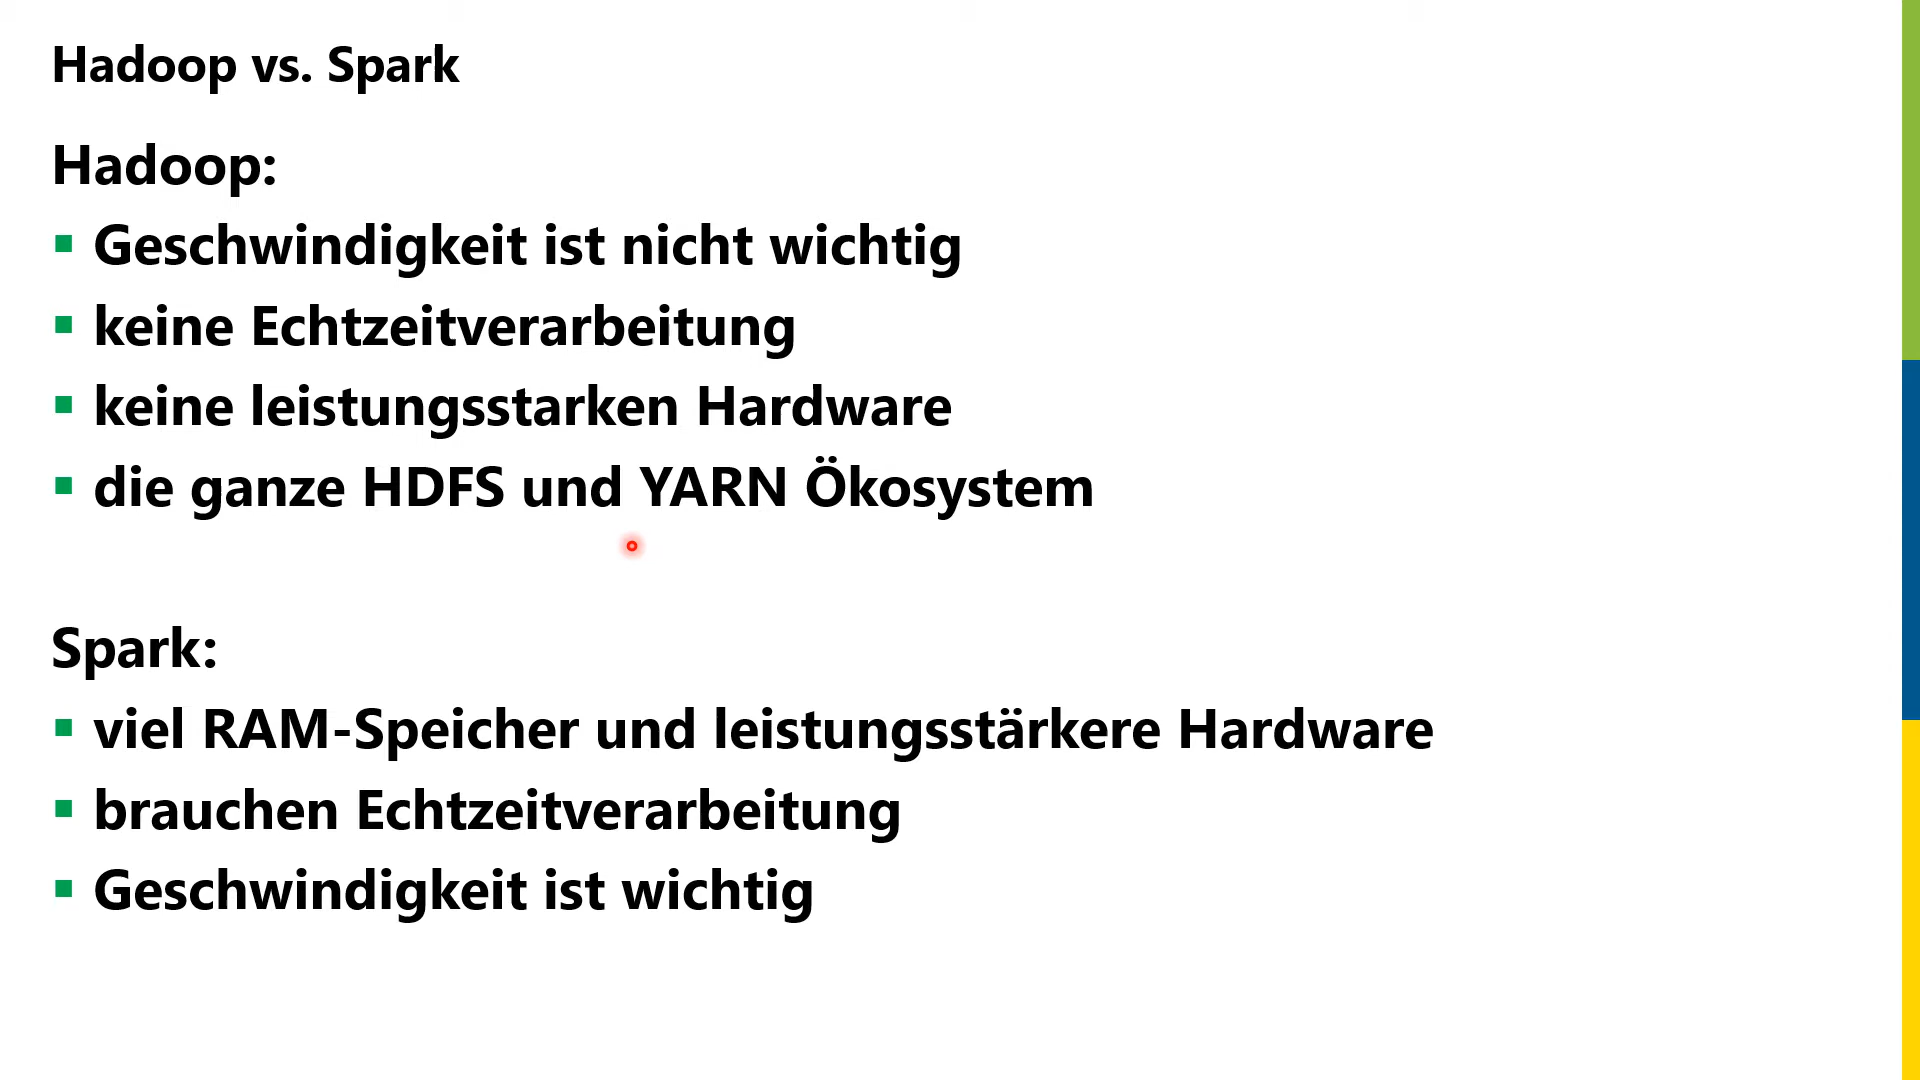 Hadoop vs. Spark
Hadoop:
▪ Geschwindigkeit ist nicht wichtig
▪ keine Echtzeitverarbeitung
▪ keine leistungsstarken Hardware
▪ die ganze HDFS und YARN Ökosystem
Spark:
▪ viel RAM-Speicher und leistungsstärkere Hardware
▪ brauchen Echtzeitverarbeitung
▪ Geschwindigkeit ist wichtig